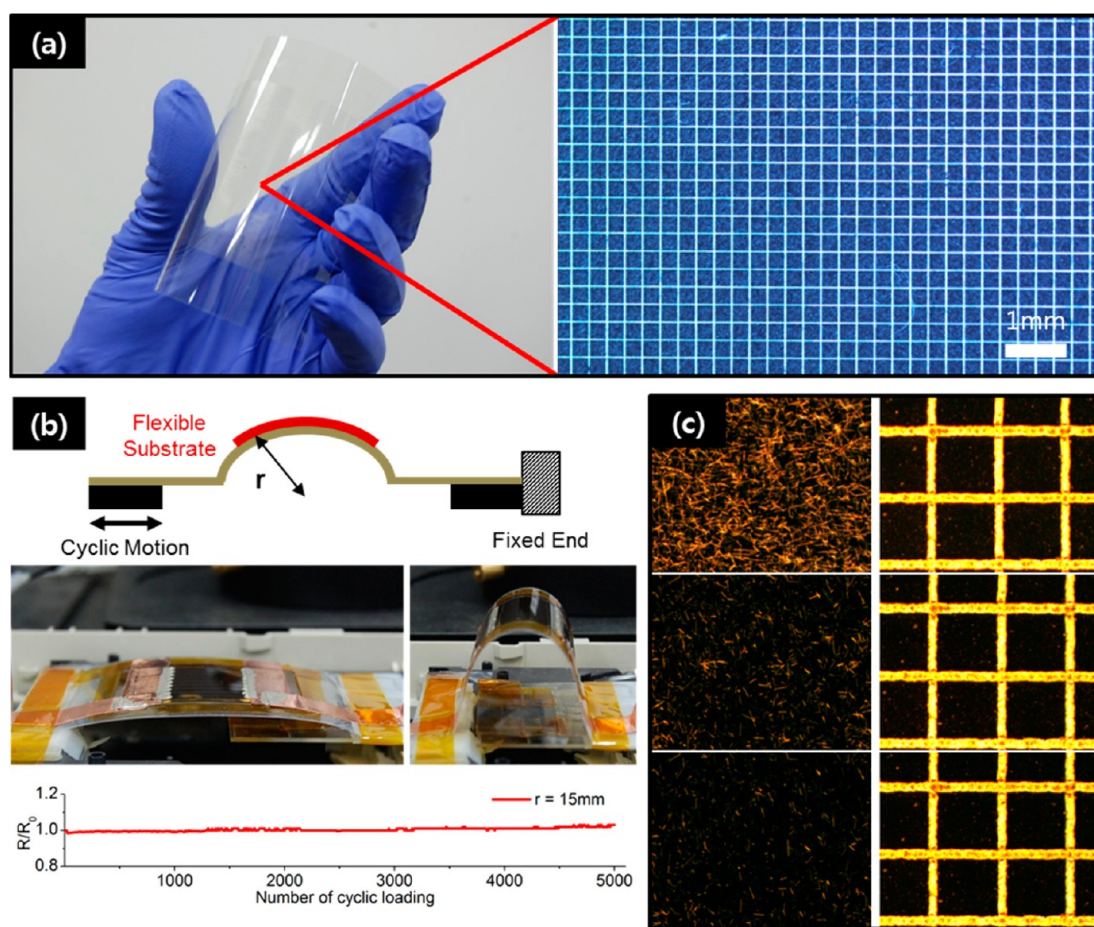 (a)
1mm
(b)
Flexible
Substrate
r
Cyclic Motion
Fixed End
1.2
1.0
0.8
R/R0
r = 15mm
1000
2000
3000
4000
5000
Number of cyclic loading
(c)